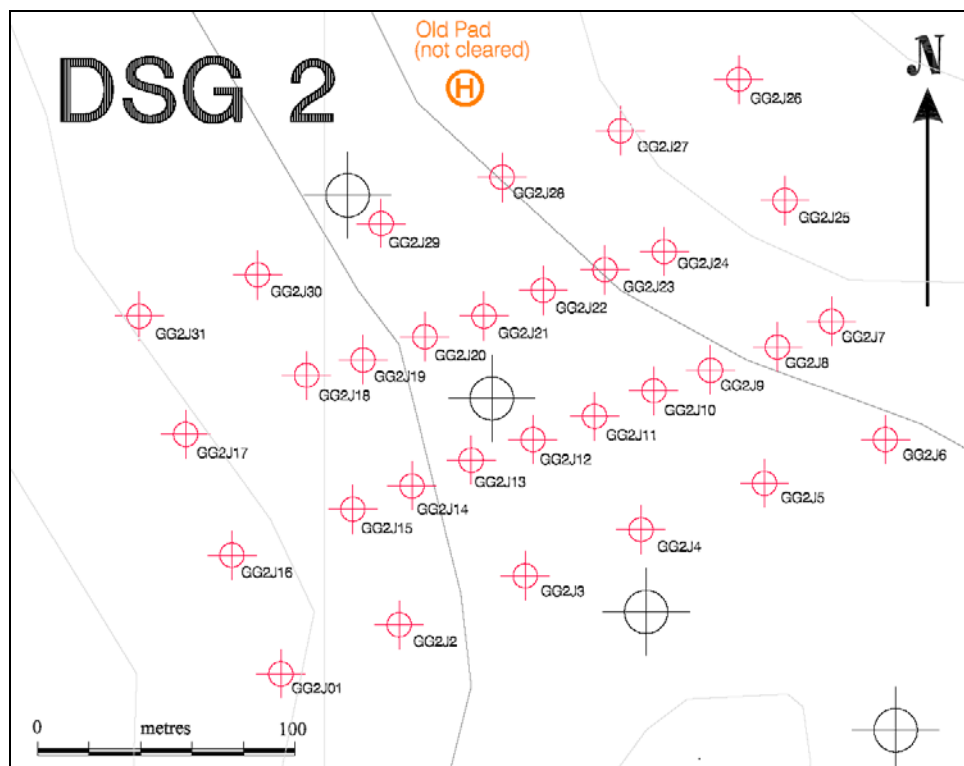 Old Pad
(not cleared)
N
DSG 2
H
GG2J26
GG2J27
GG2J28
GG2J25
GG2J29
GG2J24
GG2J23
GG2J30
GG2J22
GG2J31
GG2J21
GG2J7
GG2J20
GG2J8
GG2J19
GG2J9
GG2J18
GG2J10
GG2J11
GG2J17
GG2J12
GG2J6
GG2J13
GG2J5
GG2J14
GG2J15
GG2J4
GG2J16
GG2J3
GG2J2
GG2J01
0 metres 100